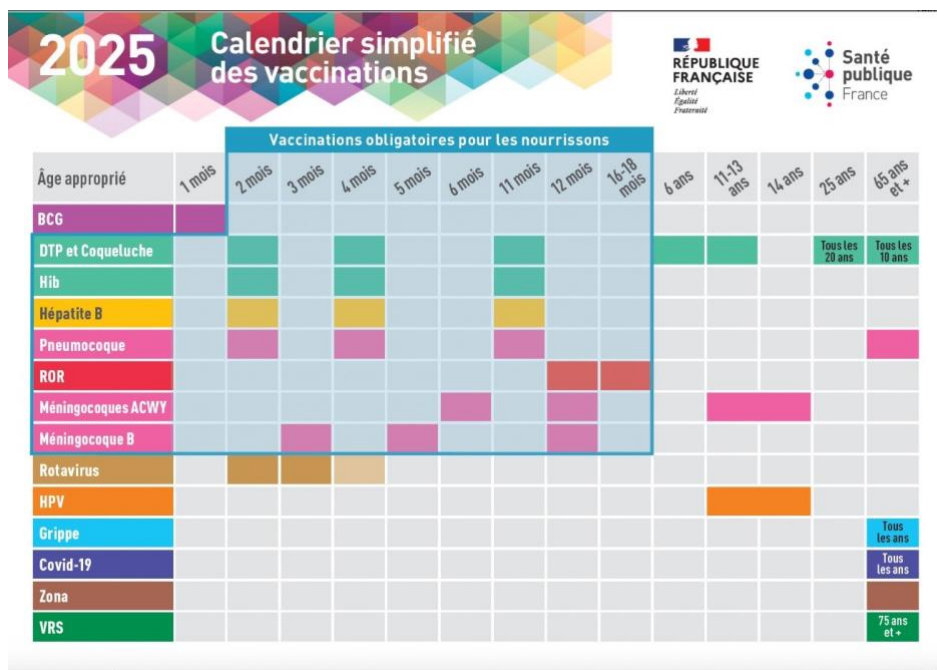 2025
Calendrier simplifié
des vaccinations
RÉPUBLIQUE
FRANÇAISE
Liberté
Égalité
Fraternité
Santé
publique
France
Vaccinations obligatoires pour les nourrissons
Âge approprié
1 mois
2 mois
3 mois
4 mois
5 mois
6 mois
11 mois
12 mois
16-18
mois
6 ans
11-13
ans
14 ans
25 ans
65 ans
et +
BCG
DTP et Coqueluche
Tous les
20 ans
Tous les
10 ans
Hib
Hépatite B
Pneumocoque
ROR
Méningocoques ACWY
Méningocoque B
Rotavirus
HPV
Grippe
Tous
les ans
Covid-19
Tous
les ans
Zona
VRS
75 ans
et +